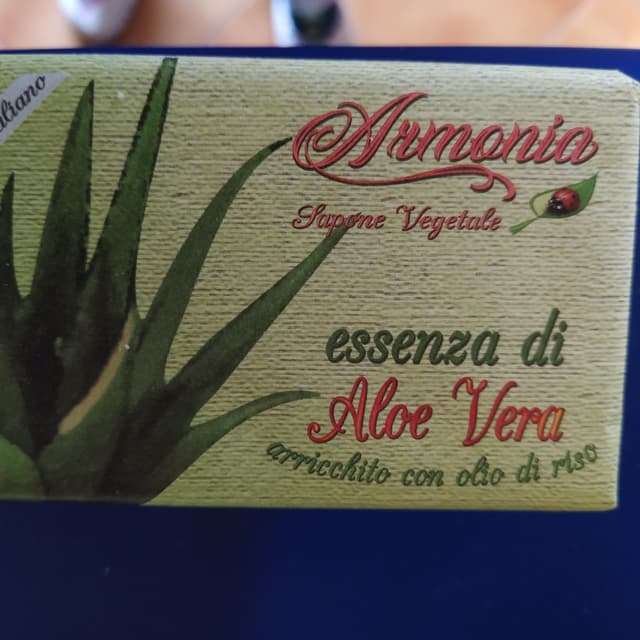 Armonia
Sapone Vegetale
essenza di
Aloe Vera
arricchito con olio di riso